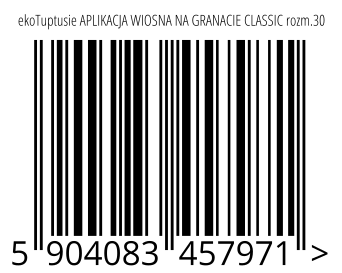 ekoTuptusie APLIKACJA WIOSNA NA GRANACIE CLASSIC rozm.30
5 904083 457971 >